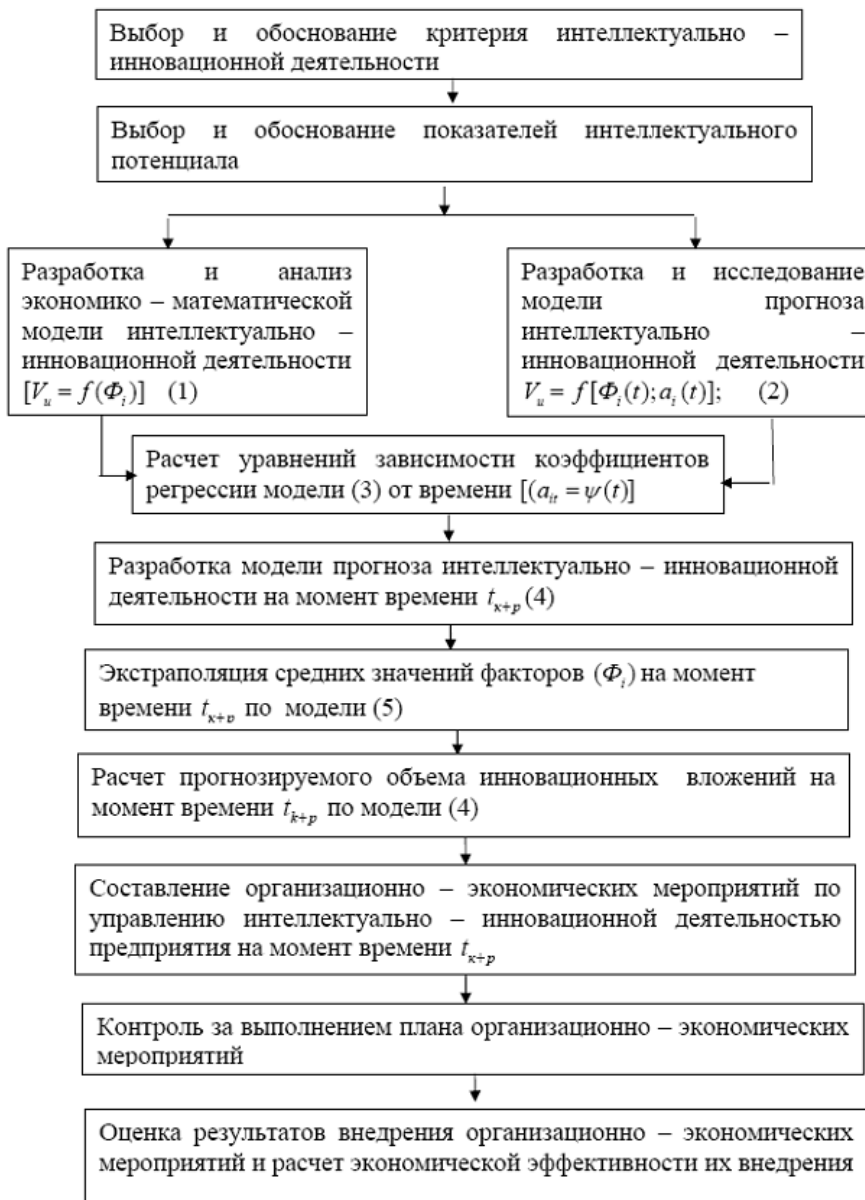 Выбор и обоснование критерия интеллектуально –
инновационной деятельности
Выбор и обоснование показателей интеллектуального
потенциала
Разработка и анализ
экономико – математической
модели интеллектуально –
инновационной деятельности
[V_u = f(Φ_i)] (1)
Разработка и исследование
модели прогноза
интеллектуально –
инновационной деятельности
V_u = f[Φ_i(t);a_i(t)]; (2)
Расчет уравнений зависимости коэффициентов
регрессии модели (3) от времени [(a_it = ψ(t)]
Разработка модели прогноза интеллектуально – инновационной
деятельности на момент времени t_к+p (4)
Экстраполяция средних значений факторов (Φ_i) на момент
времени t_к+p по модели (5)
Расчет прогнозируемого объема инновационных вложений на
момент времени t_k+p по модели (4)
Составление организационно – экономических мероприятий по
управлению интеллектуально – инновационной деятельностью
предприятия на момент времени t_к+p
Контроль за выполнением плана организационно – экономических
мероприятий
Оценка результатов внедрения организационно – экономических
мероприятий и расчет экономической эффективности их внедрения